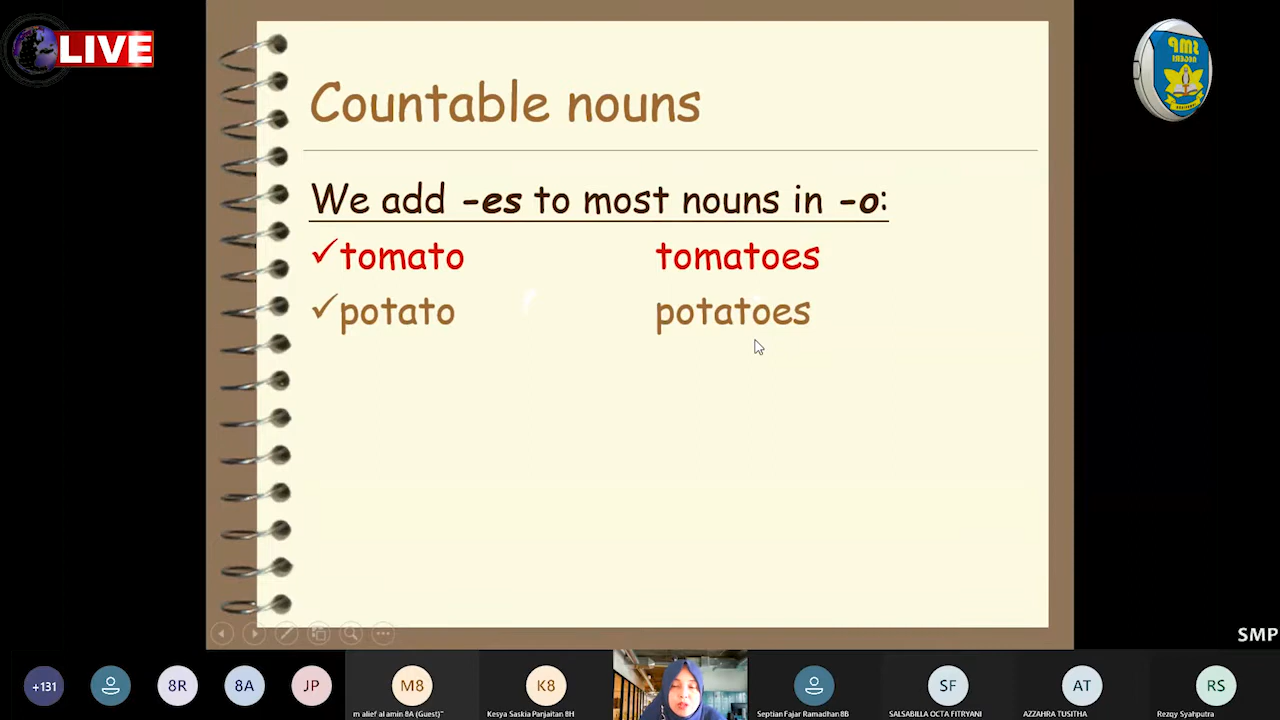 LIVE
SMP
NEGERI
Countable nouns
We add -es to most nouns in -o:
✓tomato tomatoes
✓potato potatoes
SMP
+131
8R
8A
JP
M8
K8
SF
AT
RS
m alief al amin 8A (Guest)"
Kesya Saskia Panjaitan 8H
Septian Fajar Ramadhan 8B
SALSABILLA OCTA FITRYANI
AZZAHRA TUSITHA
Rezqy Syahputra